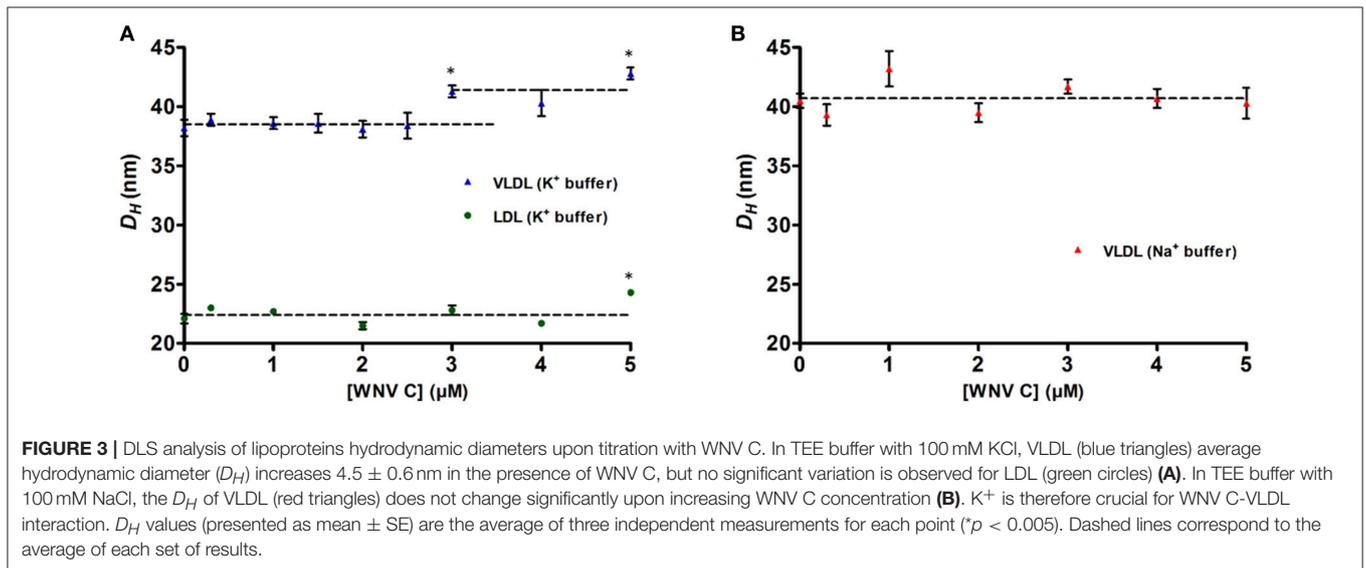 A
45
40
35
30
25
20
D_H (nm)
*
*
*
VLDL (K⁺ buffer)
LDL (K⁺ buffer)
0 1 2 3 4 5
[WNV C] (µM)
B
45
40
35
30
25
20
D_H (nm)
VLDL (Na⁺ buffer)
0 1 2 3 4 5
[WNV C] (µM)
FIGURE 3 | DLS analysis of lipoproteins hydrodynamic diameters upon titration with WNV C. In TEE buffer with 100 mM KCl, VLDL (blue triangles) average
hydrodynamic diameter (D_H) increases 4.5 ± 0.6 nm in the presence of WNV C, but no significant variation is observed for LDL (green circles) (A). In TEE buffer with
100 mM NaCl, the D_H of VLDL (red triangles) does not change significantly upon increasing WNV C concentration (B). K⁺ is therefore crucial for WNV C-VLDL
interaction. D_H values (presented as mean ± SE) are the average of three independent measurements for each point (*p < 0.005). Dashed lines correspond to the
average of each set of results.